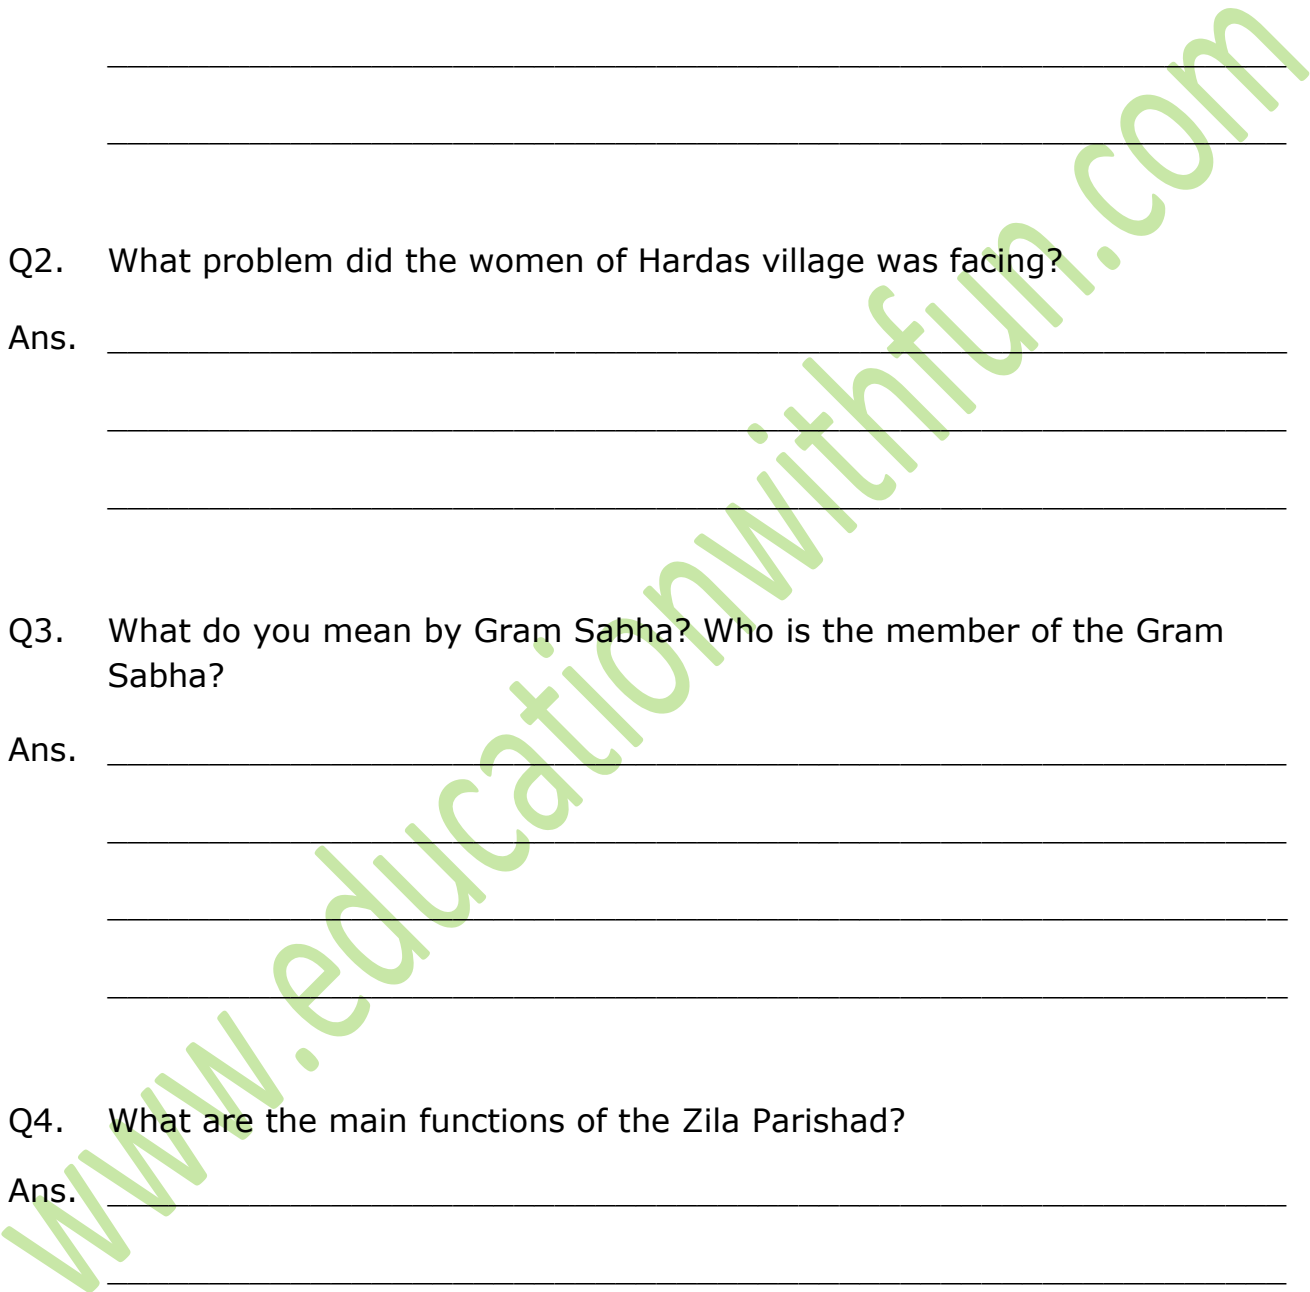 Q2. What problem did the women of Hardas village was facing?
Ans.
Q3. What do you mean by Gram Sabha? Who is the member of the Gram
Sabha?
Ans.
Q4. What are the main functions of the Zila Parishad?
Ans.
www.educationwithfun.com